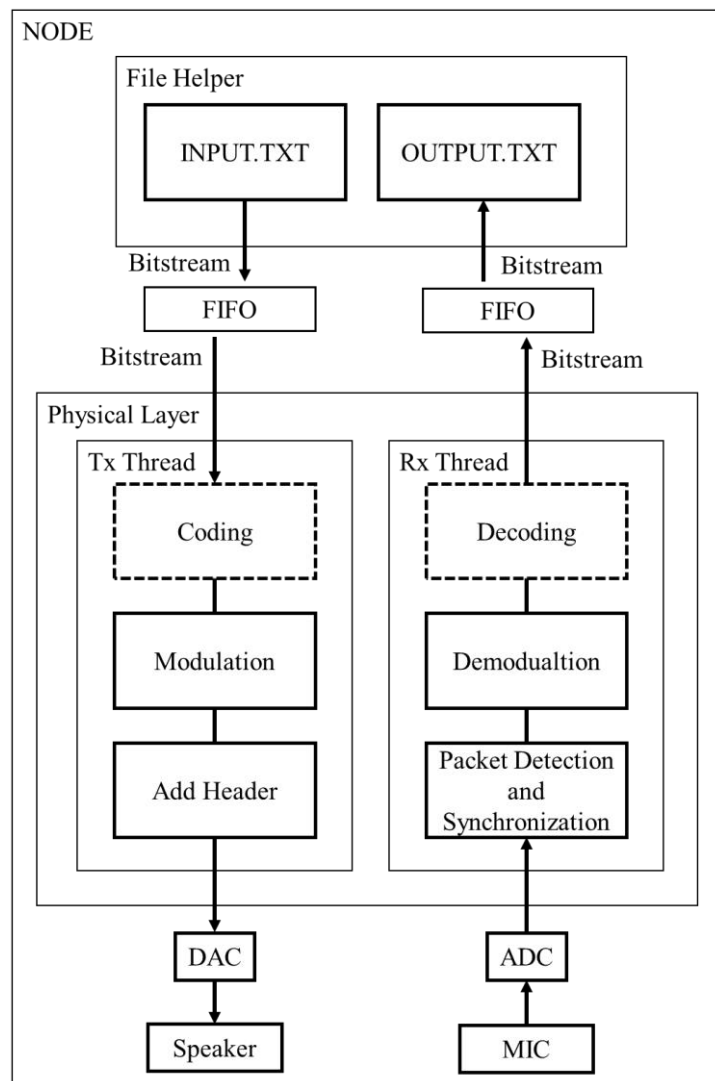 NODE
File Helper
INPUT.TXT
OUTPUT.TXT
Bitstream
Bitstream
FIFO
FIFO
Bitstream
Bitstream
Physical Layer
Tx Thread
Rx Thread
Coding
Decoding
Modulation
Demodualtion
Add Header
Packet Detection
and
Synchronization
DAC
ADC
Speaker
MIC